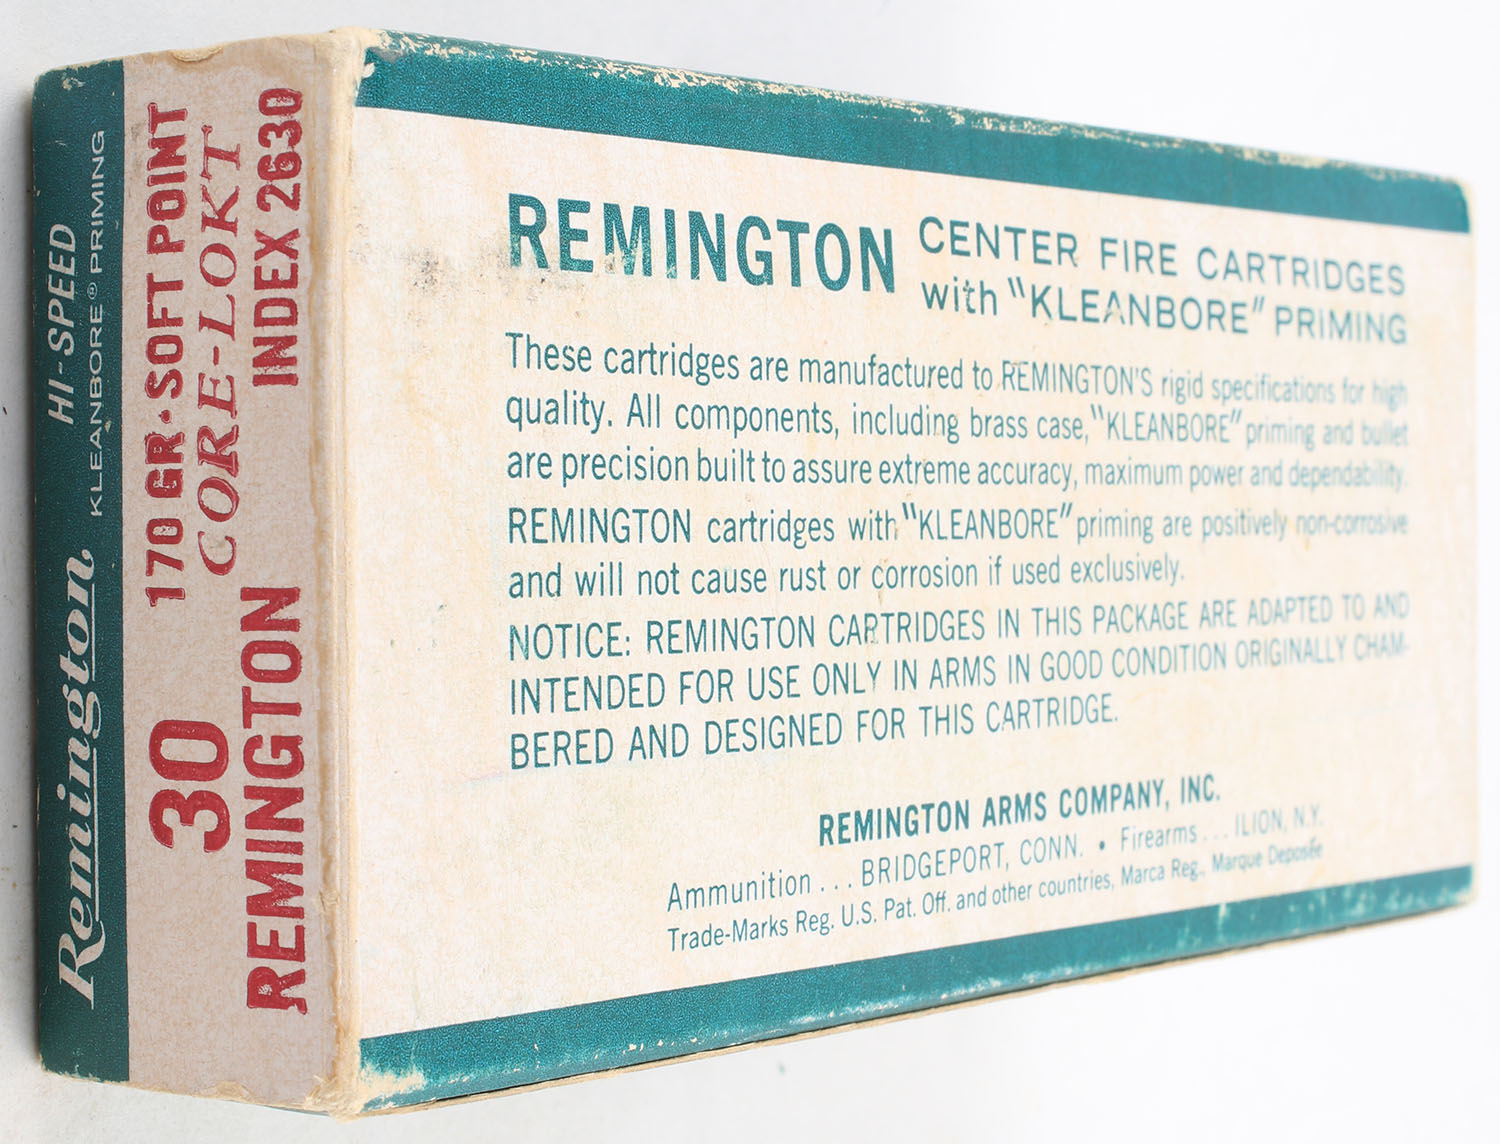 Remington HI-SPEED
KLEANBORE® PRIMING
30 170 GR·SOFT POINT
CORE-LOKT
REMINGTON INDEX 2630
REMINGTON CENTER FIRE CARTRIDGES
with "KLEANBORE" PRIMING
These cartridges are manufactured to REMINGTON'S rigid specifications for high
quality. All components, including brass case, "KLEANBORE" priming and bullet
are precision built to assure extreme accuracy, maximum power and dependability.
REMINGTON cartridges with "KLEANBORE" priming are positively non-corrosive
and will not cause rust or corrosion if used exclusively.
NOTICE: REMINGTON CARTRIDGES IN THIS PACKAGE ARE ADAPTED TO AND
INTENDED FOR USE ONLY IN ARMS IN GOOD CONDITION ORIGINALLY CHAM-
BERED AND DESIGNED FOR THIS CARTRIDGE.
REMINGTON ARMS COMPANY, INC.
Ammunition ... BRIDGEPORT, CONN. • Firearms ... ILION, N.Y.
Trade-Marks Reg. U.S. Pat. Off. and other countries, Marca Reg., Marque Deposée